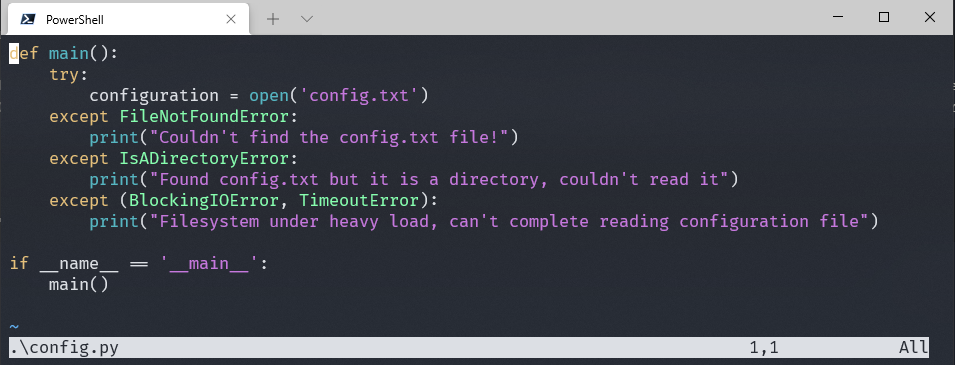 PowerShell
def main():
    try:
        configuration = open('config.txt')
    except FileNotFoundError:
        print("Couldn't find the config.txt file!")
    except IsADirectoryError:
        print("Found config.txt but it is a directory, couldn't read it")
    except (BlockingIOError, TimeoutError):
        print("Filesystem under heavy load, can't complete reading configuration file")

if __name__ == '__main__':
    main()

~
.\config.py 1,1 All